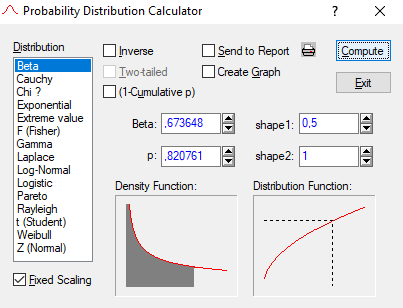 Probability Distribution Calculator
Distribution
Beta
Cauchy
Chi ?
Exponential
Extreme value
F (Fisher)
Gamma
Laplace
Log-Normal
Logistic
Pareto
Rayleigh
t (Student)
Weibull
Z (Normal)
Fixed Scaling
Inverse
Send to Report
Compute
Two-tailed
Create Graph
Exit
(1-Cumulative p)
Beta: ,673648 shape1: 0,5
p: ,820761 shape2: 1
Density Function:
Distribution Function: